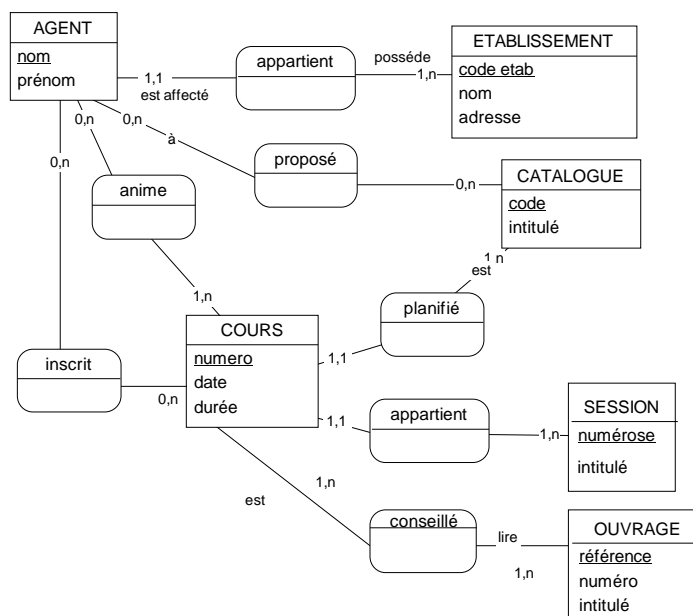 AGENT
nom
prénom
1,1
est affecté
appartient
posséde
1,n
ETABLISSEMENT
code etab
nom
adresse
0,n
0,n
0,n
à
proposé
0,n
CATALOGUE
code
intitulé
anime
1,n
1,n
est
planifié
1,1
COURS
numero
date
durée
inscrit
0,n
1,1
appartient
1,n
SESSION
numérose
intitulé
1,n
est
conseillé
lire
1,n
OUVRAGE
référence
numéro
intitulé